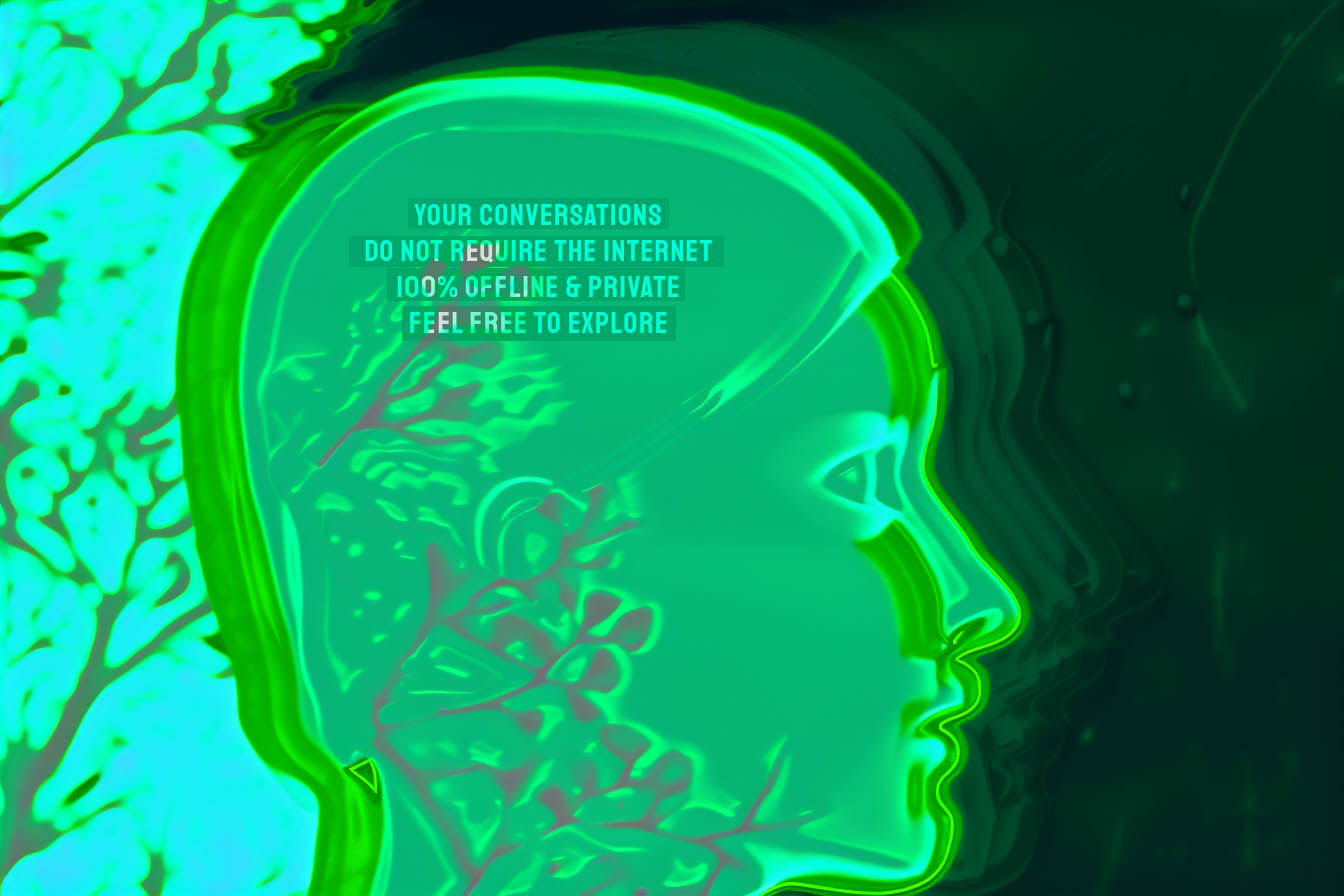 YOUR CONVERSATIONS
DO NOT REQUIRE THE INTERNET
100% OFFLINE & PRIVATE
FEEL FREE TO EXPLORE